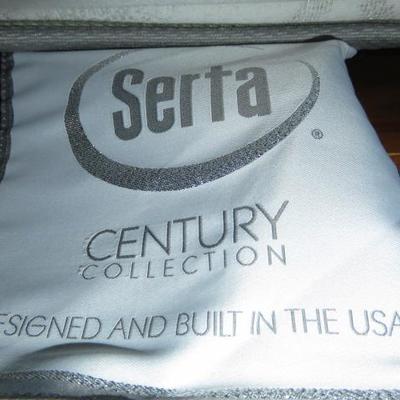 Serta
®
CENTURY
COLLECTION
ESIGNED AND BUILT IN THE USA